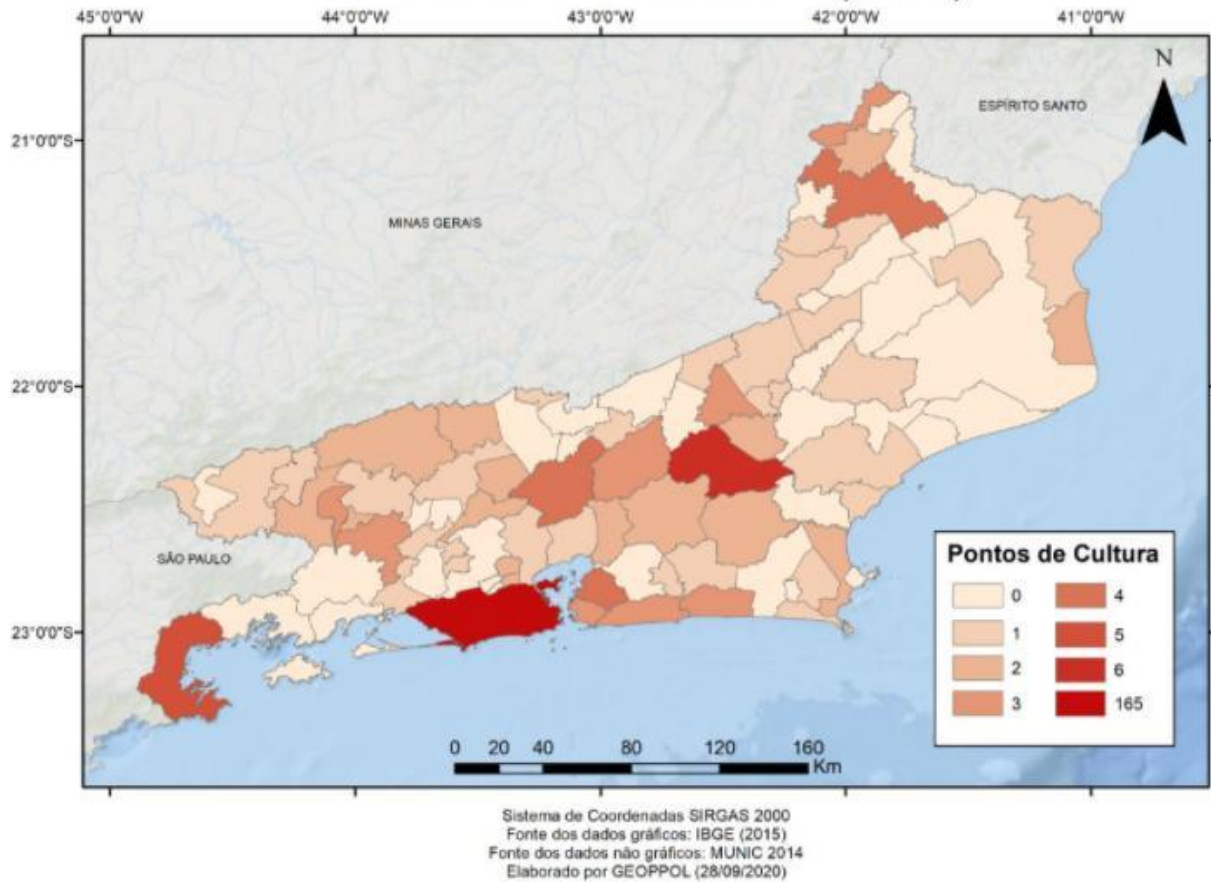 45°0'0"W
44°0'0"W
43°0'0"W
42°0'0"W
41°0'0"W
N
ESPÍRITO SANTO
21°0'0"S
MINAS GERAIS
22°0'0"S
SÃO PAULO
23°0'0"S
Pontos de Cultura
0
4
1
5
2
6
3
165
0 20 40 80 120 160
Km
Sistema de Coordenadas SIRGAS 2000
Fonte dos dados gráficos: IBGE (2015)
Fonte dos dados não gráficos: MUNIC 2014
Elaborado por GEOPPOL (28/09/2020)